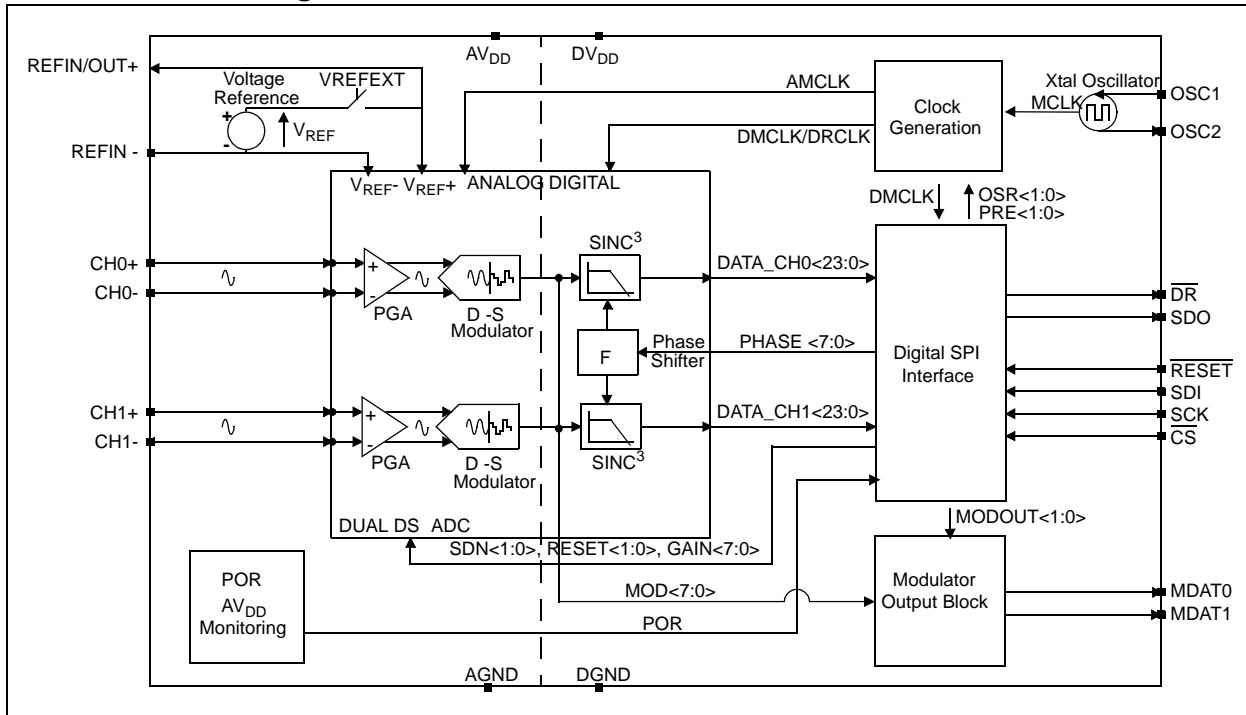 AVDD
DVDD
REFIN/OUT+
Voltage
Reference
VREFEXT
+
-
VREF
REFIN -
AMCLK
DMCLK/DRCLK
Clock
Generation
Xtal Oscillator
MCLK
OSC1
OSC2
VREF- VREF+
ANALOG DIGITAL
DMCLK
OSR<1:0>
PRE<1:0>
CH0+
CH0-
+
-
PGA
D -S
Modulator
SINC3
DATA_CH0<23:0>
F
Phase
Shifter
PHASE <7:0>
Digital SPI
Interface
DR
SDO
RESET
SDI
SCK
CS
CH1+
CH1-
+
-
PGA
D -S
Modulator
SINC3
DATA_CH1<23:0>
DUAL DS ADC
SDN<1:0>, RESET<1:0>, GAIN<7:0>
MODOUT<1:0>
POR
AVDD
Monitoring
MOD<7:0>
POR
Modulator
Output Block
MDAT0
MDAT1
AGND
DGND